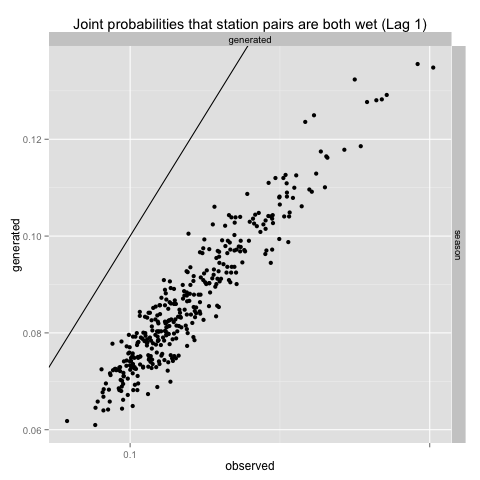 Joint probabilities that station pairs are both wet (Lag 1)
generated
0.12
0.10
0.08
0.06
generated
season
0.1
observed